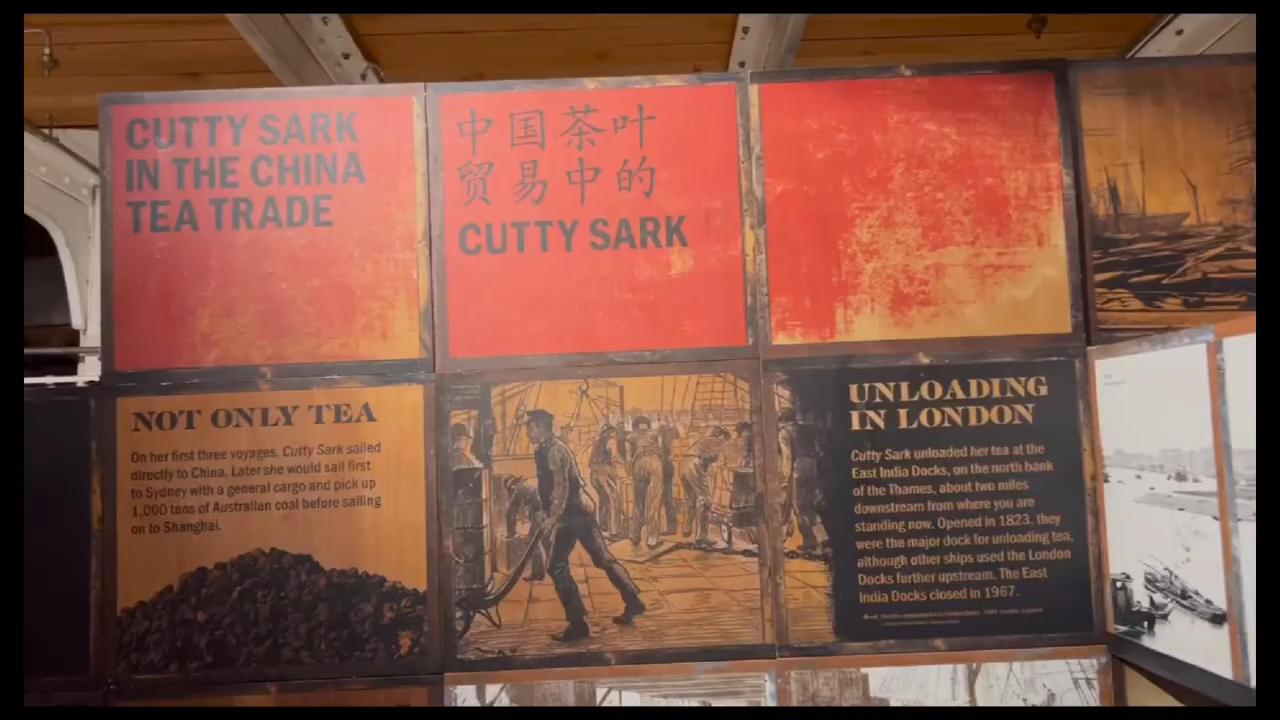 CUTTY SARK
IN THE CHINA
TEA TRADE
中国茶叶
贸易中的
CUTTY SARK
NOT ONLY TEA
On her first three voyages, Cutty Sark sailed
directly to China. Later she would sail first
to Sydney with a general cargo and pick up
1,000 tons of Australian coal before sailing
on to Shanghai.
UNLOADING
IN LONDON
Cutty Sark unloaded her tea at the
East India Docks, on the north bank
of the Thames, about two miles
downstream from where you are
standing now. Opened in 1823, they
were the major dock for unloading tea,
although other ships used the London
Docks further upstream. The East
India Docks closed in 1967.